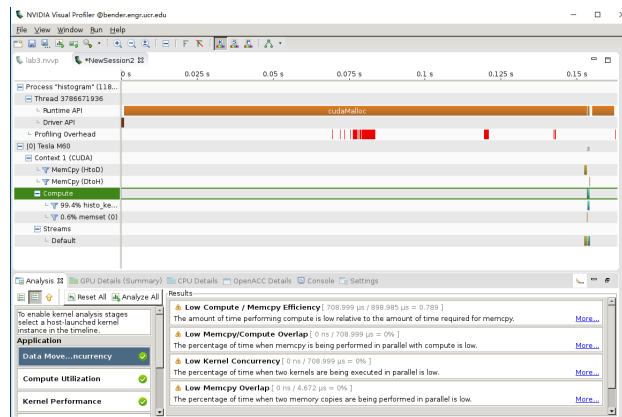 NVIDIA Visual Profiler @bender.engr.ucr.edu
File View Window Run Help
lab3.nvvp *NewSession2
0 s 0.025 s 0.05 s 0.075 s 0.1 s 0.125 s 0.15 s
Process "histogram" (118...
Thread 3786671936
Runtime API cudaMalloc
Driver API
Profiling Overhead
[0] Tesla M60
Context 1 (CUDA)
MemCpy (HtoD)
MemCpy (DtoH)
Compute
99.4% histo_ke...
0.6% memset (0)
Streams
Default
Analysis GPU Details (Summary) CPU Details OpenACC Details Console Settings
Reset All Analyze All
To enable kernel analysis stages
select a host-launched kernel
instance in the timeline.
Application
Data Move...ncurrency
Compute Utilization
Kernel Performance
Results
Low Compute / Memcpy Efficiency [ 708.999 µs / 898.985 µs = 0.789 ]
The amount of time performing compute is low relative to the amount of time required for memcpy. More...
Low Memcpy/Compute Overlap [ 0 ns / 708.999 µs = 0% ]
The percentage of time when memcpy is being performed in parallel with compute is low. More...
Low Kernel Concurrency [ 0 ns / 708.999 µs = 0% ]
The percentage of time when two kernels are being executed in parallel is low. More...
Low Memcpy Overlap [ 0 ns / 4.672 µs = 0% ]
The percentage of time when two memory copies are being performed in parallel is low. More...